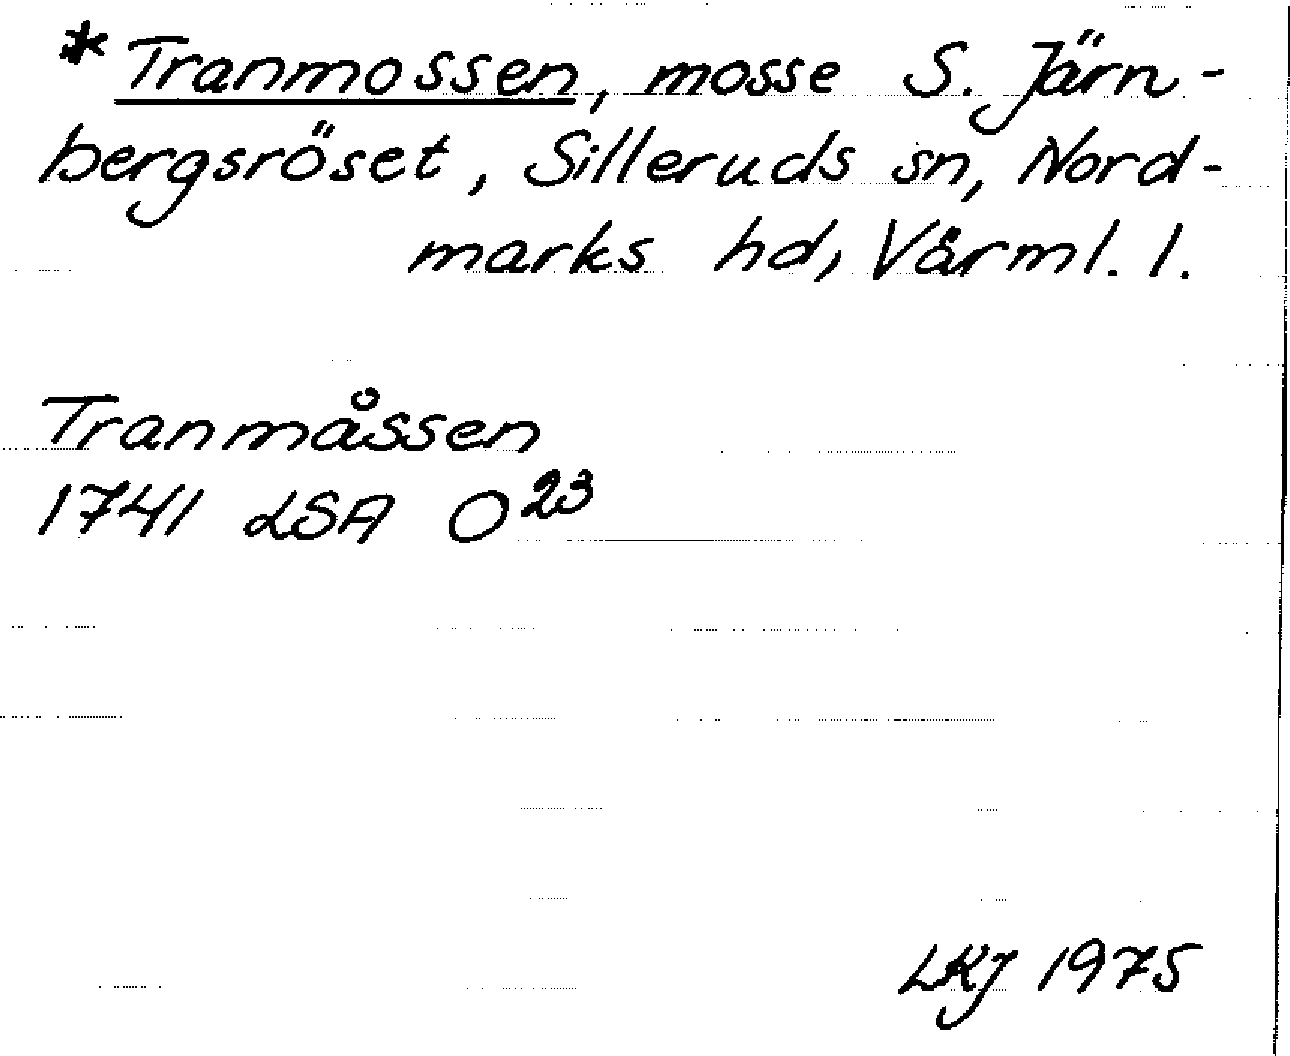 * Tranmossen, mosse S. Järn-
bergsröset, Silleruds sn, Nord-
marks hd, Värml. l.
Tranmåssen
1741 LSA O23
LKJ 1975